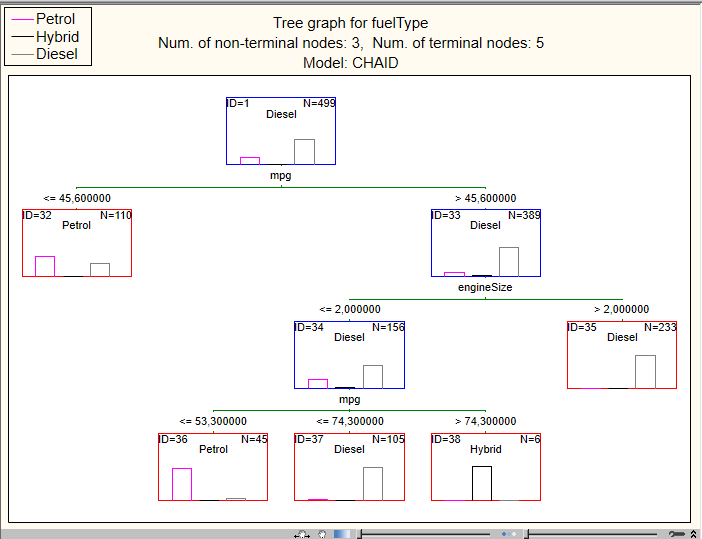 Petrol
Hybrid
Diesel
Tree graph for fuelType
Num. of non-terminal nodes: 3,  Num. of terminal nodes: 5
Model: CHAID
ID=1 N=499
Diesel
mpg
<= 45,600000 > 45,600000
ID=32 N=110 ID=33 N=389
Petrol Diesel
engineSize
<= 2,000000 > 2,000000
ID=34 N=156 ID=35 N=233
Diesel Diesel
mpg
<= 53,300000 <= 74,300000 > 74,300000
ID=36 N=45 ID=37 N=105 ID=38 N=6
Petrol Diesel Hybrid